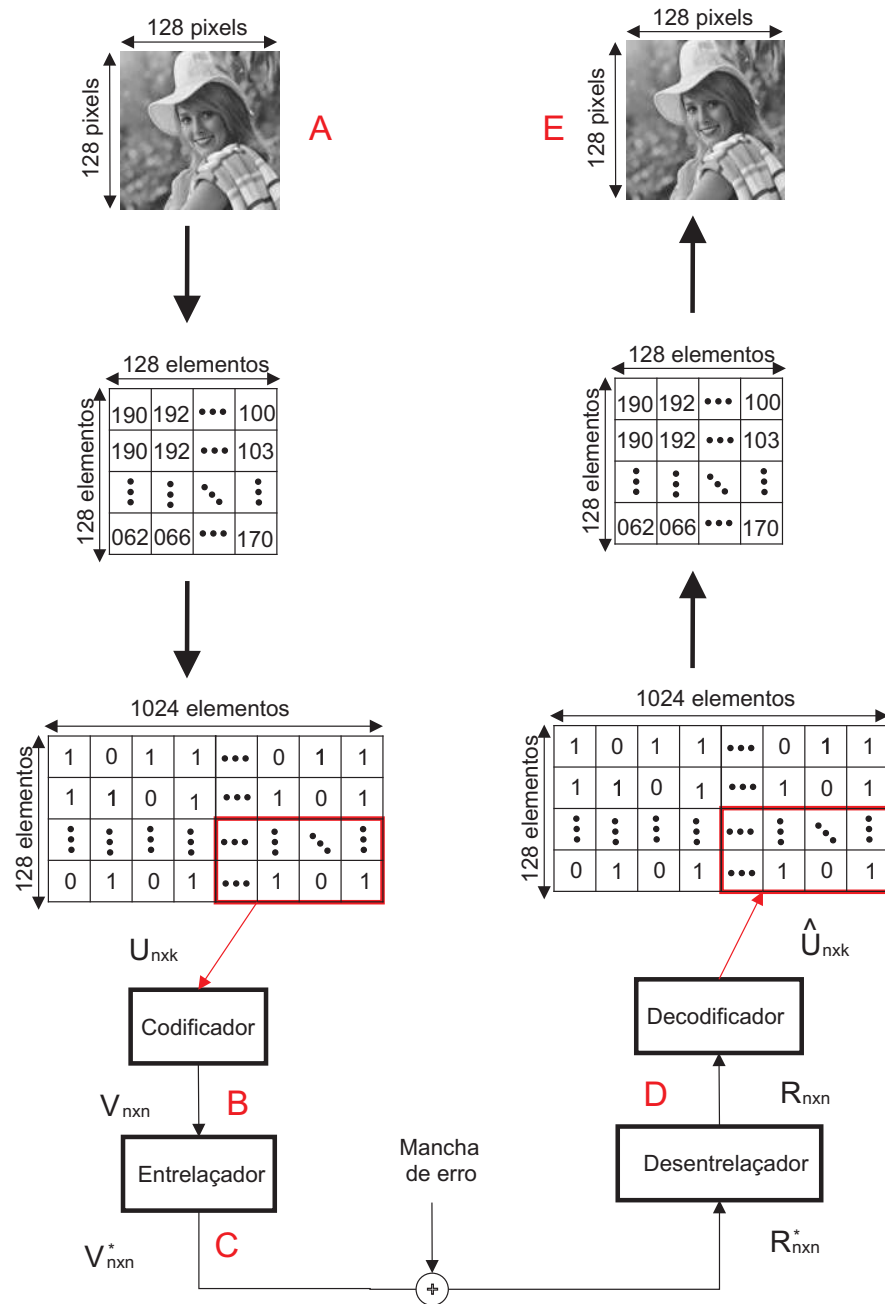 128 pixels
128 pixels
A
128 elementos
128 elementos
190 192 ••• 100
190 192 ••• 103
062 066 ••• 170
1024 elementos
128 elementos
1 0 1 1 ••• 0 1 1
1 1 0 1 ••• 1 0 1
0 1 0 1 ••• 1 0 1
U nxk
Codificador
V nxn
B
Entrelaçador
V* nxn
C
Mancha
de erro
+
128 pixels
128 pixels
E
128 elementos
128 elementos
190 192 ••• 100
190 192 ••• 103
062 066 ••• 170
1024 elementos
128 elementos
1 0 1 1 ••• 0 1 1
1 1 0 1 ••• 1 0 1
0 1 0 1 ••• 1 0 1
Û nxk
Decodificador
D
R nxn
Desentrelaçador
R* nxn